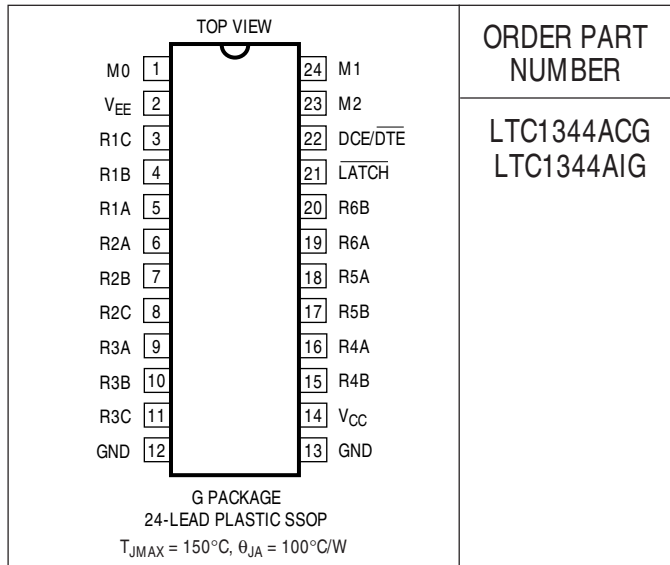 TOP VIEW
M0 1
VEE 2
R1C 3
R1B 4
R1A 5
R2A 6
R2B 7
R2C 8
R3A 9
R3B 10
R3C 11
GND 12
24 M1
23 M2
22 DCE/D̅T̅E̅
21 L̅A̅T̅C̅H̅
20 R6B
19 R6A
18 R5A
17 R5B
16 R4A
15 R4B
14 VCC
13 GND
G PACKAGE
24-LEAD PLASTIC SSOP
TJMAX = 150°C, θJA = 100°C/W
ORDER PART
NUMBER
LTC1344ACG
LTC1344AIG